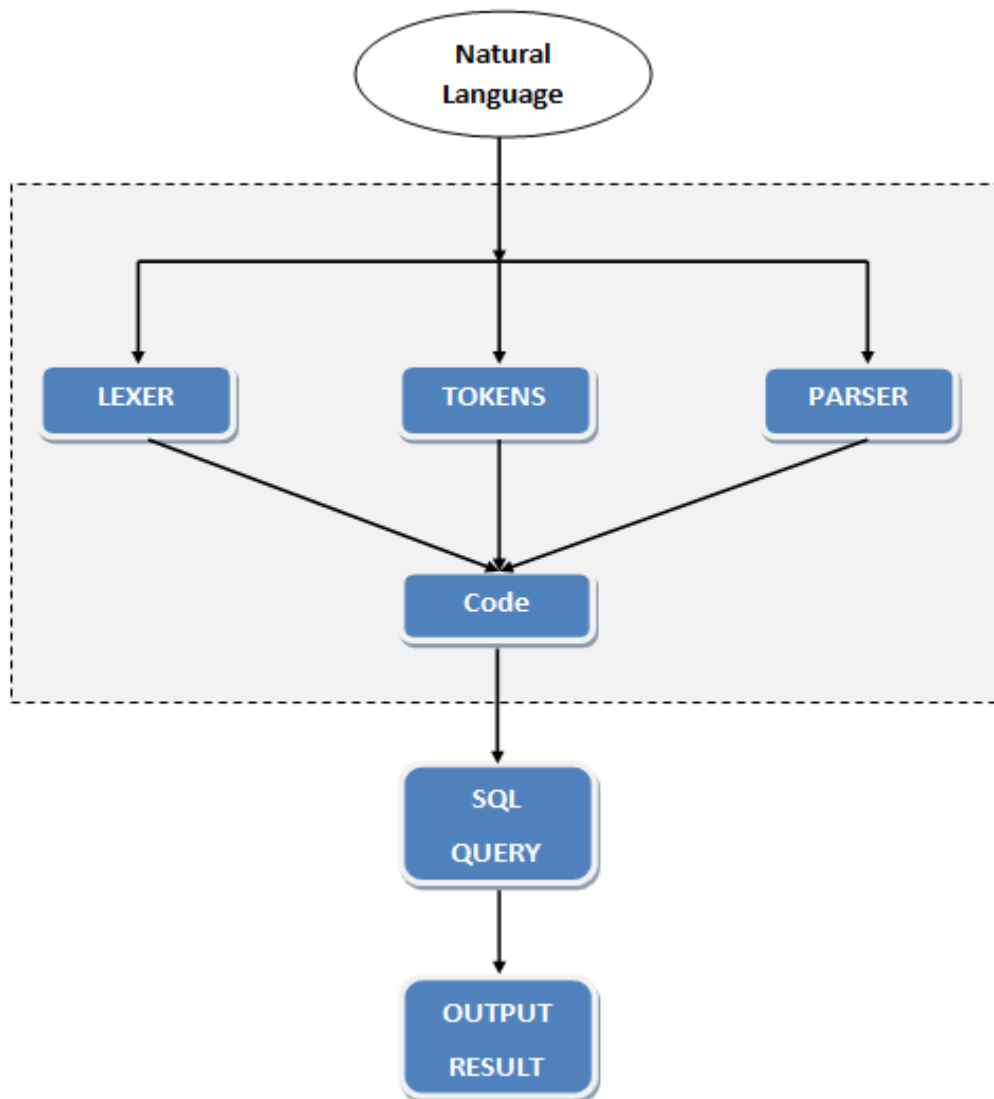 Natural
Language
LEXER
TOKENS
PARSER
Code
SQL
QUERY
OUTPUT
RESULT